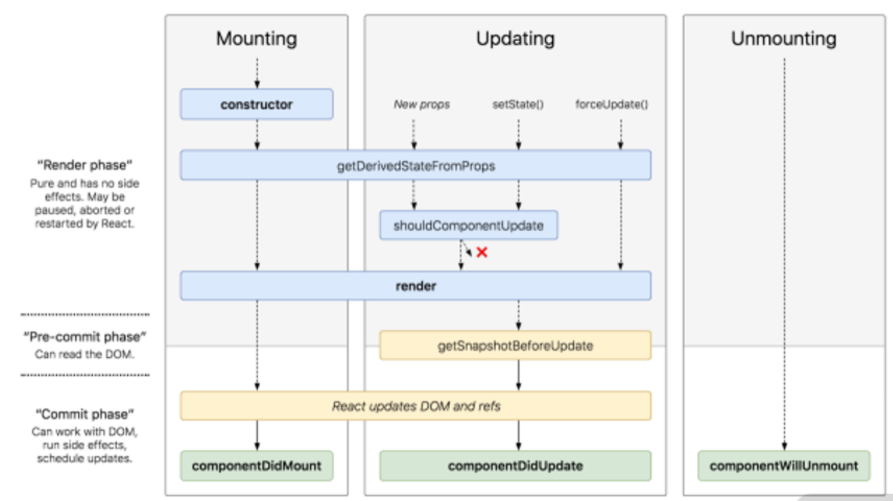 Mounting
Updating
Unmounting
constructor
New props
setState()
forceUpdate()
"Render phase"
Pure and has no side
effects. May be
paused, aborted or
restarted by React.
getDerivedStateFromProps
shouldComponentUpdate
render
"Pre-commit phase"
Can read the DOM.
getSnapshotBeforeUpdate
"Commit phase"
Can work with DOM,
run side effects,
schedule updates.
React updates DOM and refs
componentDidMount
componentDidUpdate
componentWillUnmount